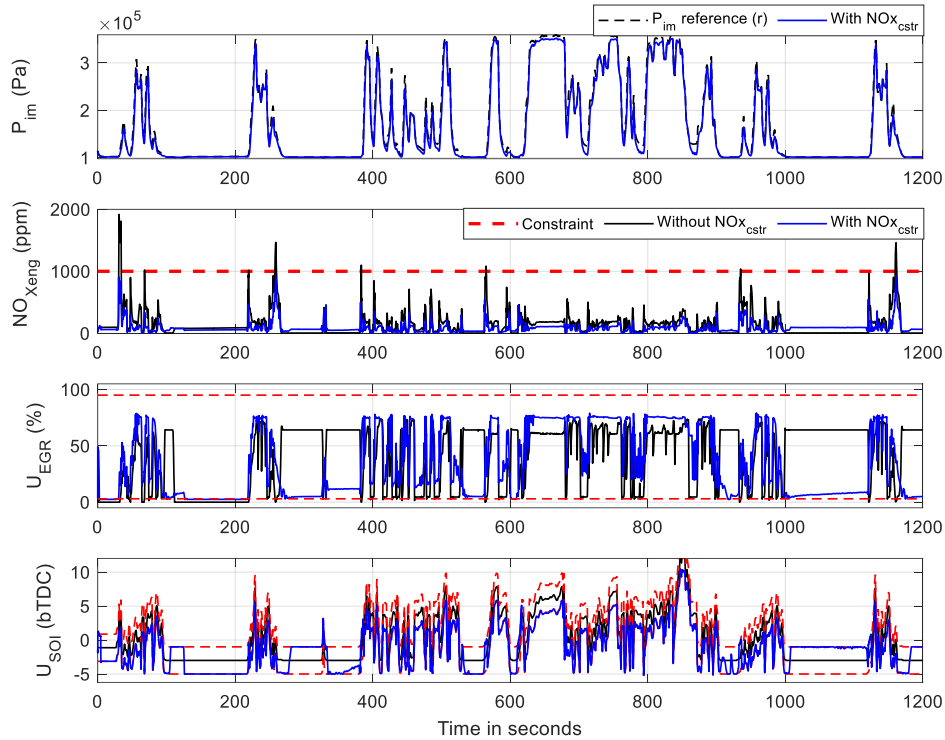 ×10⁵
P_im reference (r) With NOx_cstr
P_im (Pa)
3
2
1
0 200 400 600 800 1000 1200
NO_Xeng (ppm)
Constraint Without NOx_cstr With NOx_cstr
2000
1000
0
0 200 400 600 800 1000 1200
U_EGR (%)
100
50
0
0 200 400 600 800 1000 1200
U_SOI (bTDC)
10
5
0
-5
0 200 400 600 800 1000 1200
Time in seconds